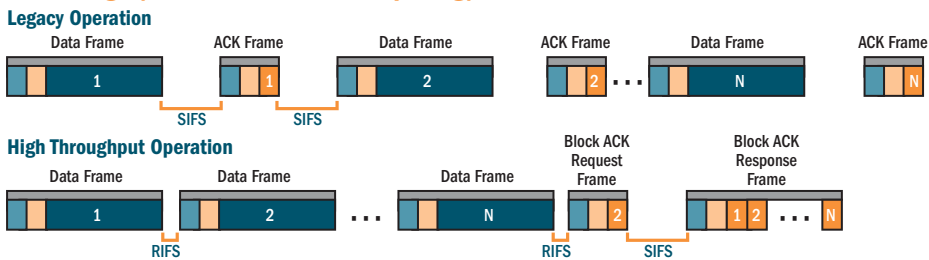 Legacy Operation
Data Frame ACK Frame Data Frame ACK Frame Data Frame ACK Frame
1 1 2 2 ... N N
SIFS SIFS
High Throughput Operation
Block ACK Request Frame Block ACK Response Frame
Data Frame Data Frame Data Frame
1 2 ... N 2 1 2 ... N
RIFS RIFS SIFS